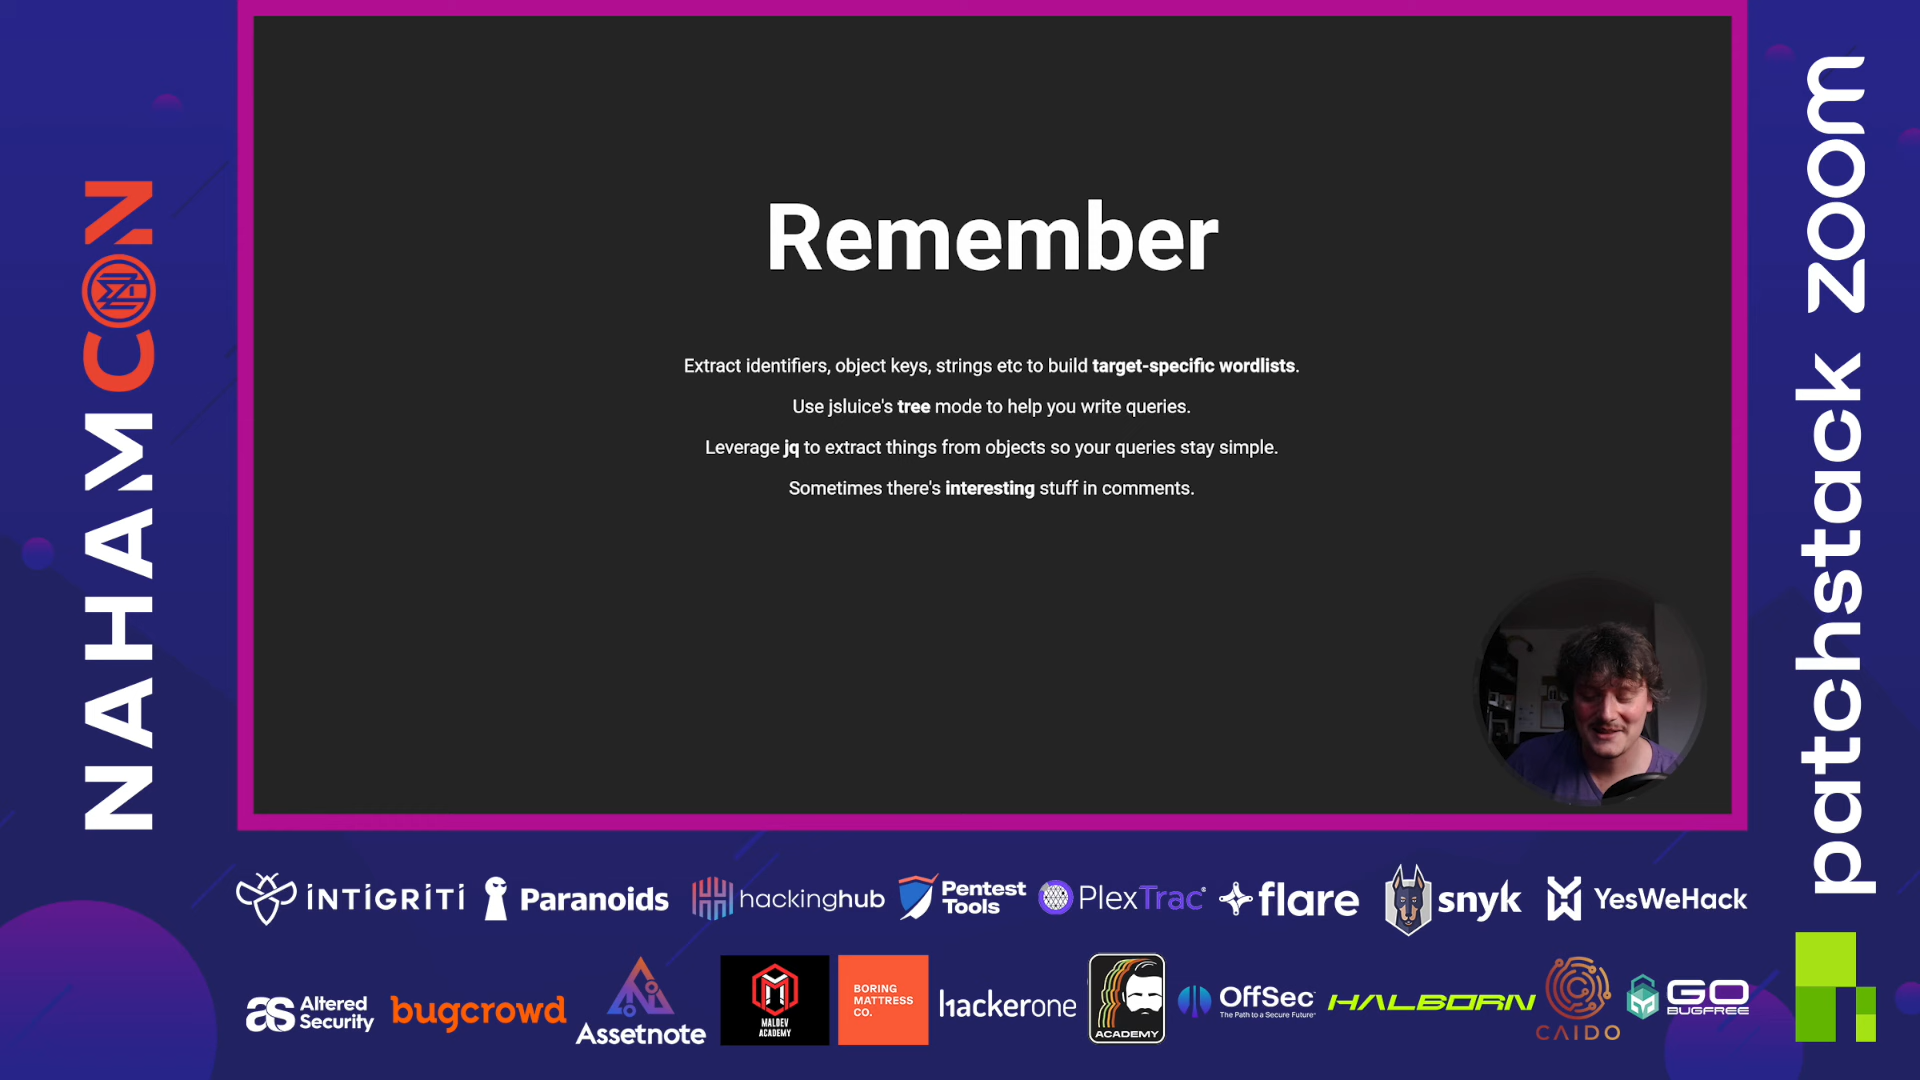 Remember
Extract identifiers, object keys, strings etc to build target-specific wordlists.
Use jsluice's tree mode to help you write queries.
Leverage jq to extract things from objects so your queries stay simple.
Sometimes there's interesting stuff in comments.
NAHAMCON
patchstack zoom
INTIGRITI
Paranoids
hackinghub
Pentest
Tools
PlexTrac
flare
snyk
YesWeHack
as Altered
Security
bugcrowd
Assetnote
MALDEV
ACADEMY
BORING
MATTRESS
CO.
hackerone
ACADEMY
OffSec
The Path to a Secure Future
HALBORN
CAIDO
GO
BUGFREE